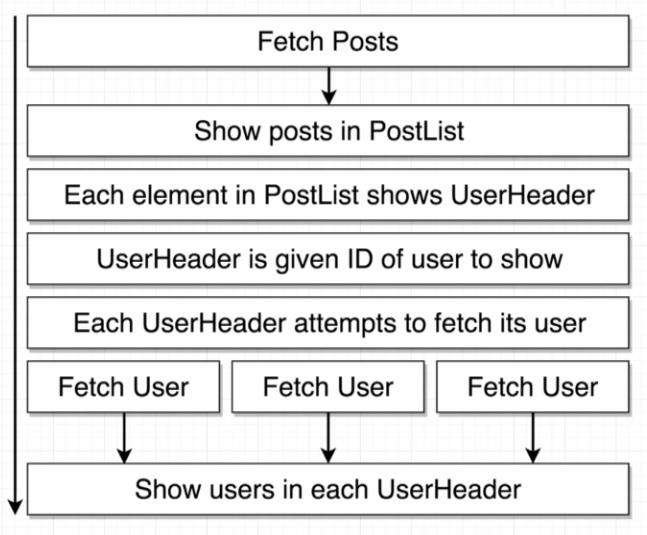 Fetch Posts
Show posts in PostList
Each element in PostList shows UserHeader
UserHeader is given ID of user to show
Each UserHeader attempts to fetch its user
Fetch User
Fetch User
Fetch User
Show users in each UserHeader